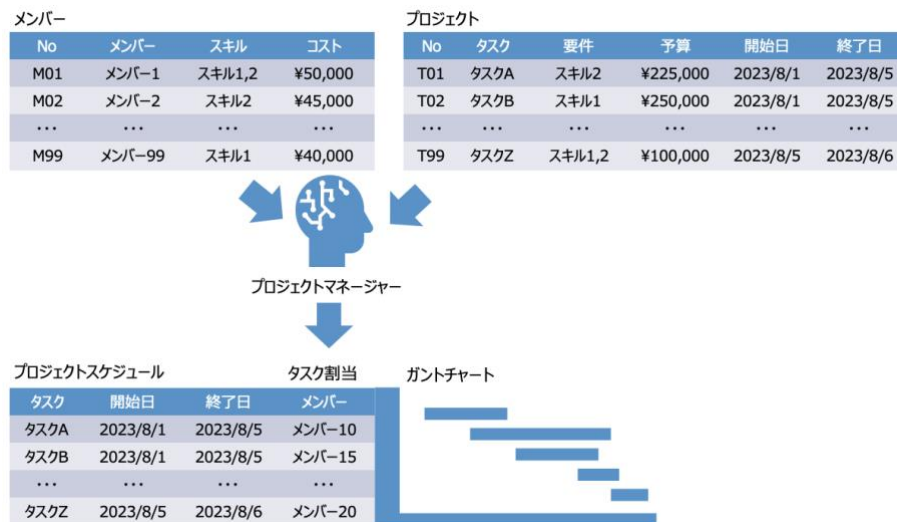 メンバー
No メンバー スキル コスト
M01 メンバー1 スキル1,2 ¥50,000
M02 メンバー2 スキル2 ¥45,000
... ... ... ...
M99 メンバー99 スキル1 ¥40,000
プロジェクト
No タスク 要件 予算 開始日 終了日
T01 タスクA スキル2 ¥225,000 2023/8/1 2023/8/5
T02 タスクB スキル1 ¥250,000 2023/8/1 2023/8/5
... ... ... ... ... ...
T99 タスクZ スキル1,2 ¥100,000 2023/8/5 2023/8/6
プロジェクトマネージャー
プロジェクトスケジュール タスク割当
タスク 開始日 終了日 メンバー
タスクA 2023/8/1 2023/8/5 メンバー10
タスクB 2023/8/1 2023/8/5 メンバー15
... ... ... ...
タスクZ 2023/8/5 2023/8/6 メンバー20
ガントチャート